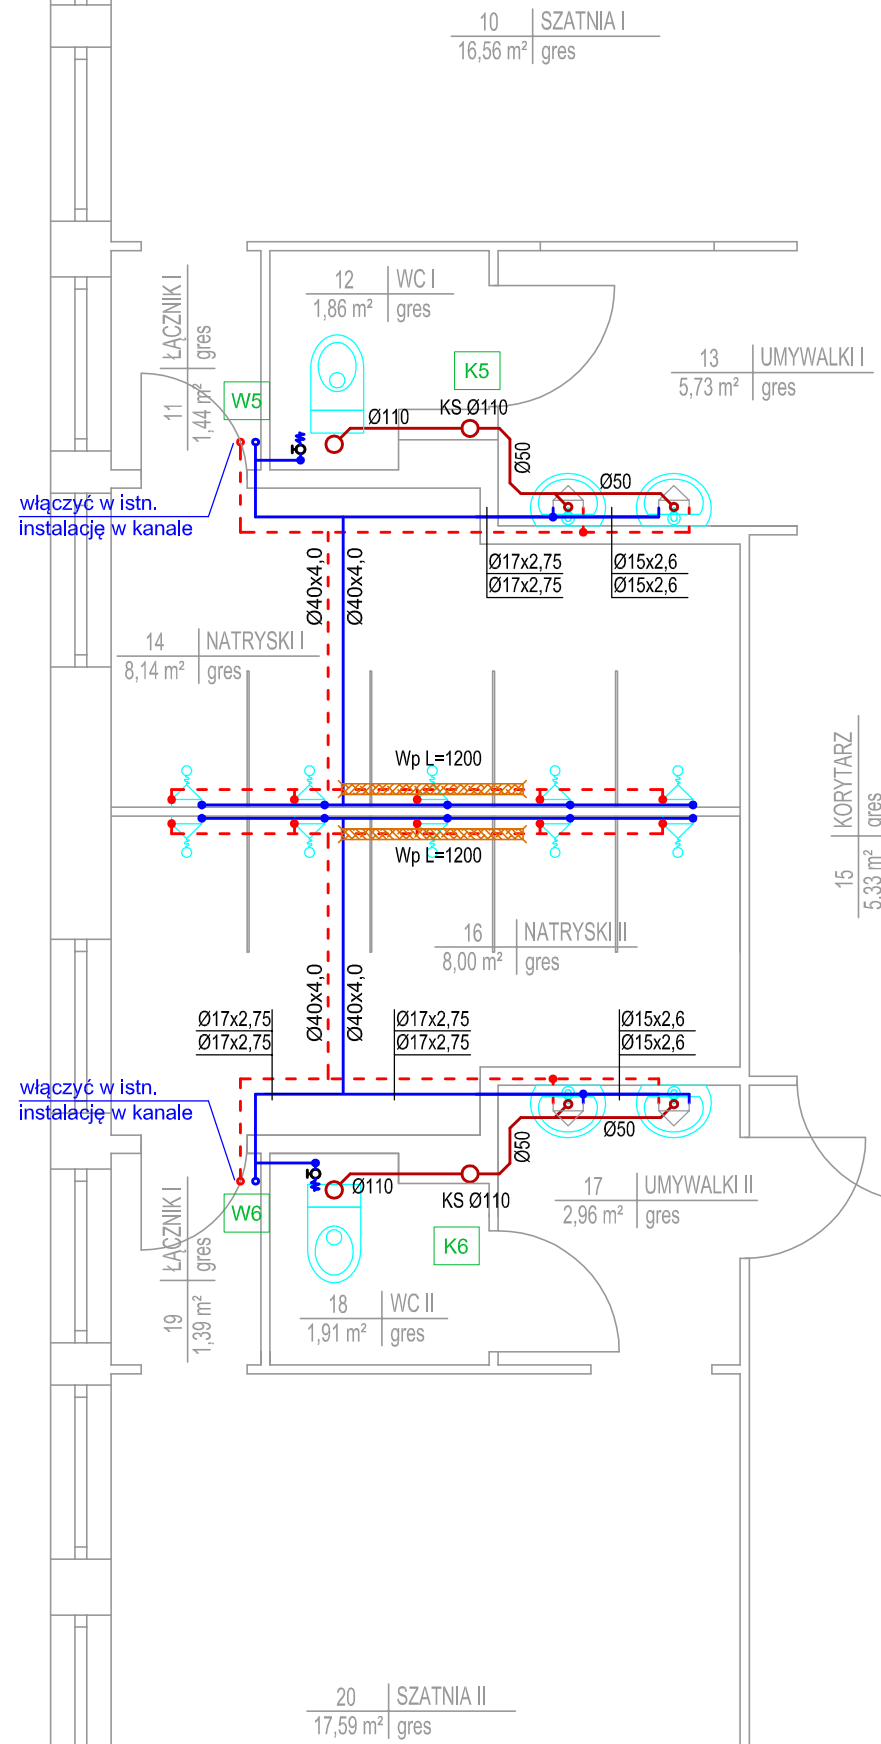 10 SZATNIA I
16,56 m² gres
12 WC I
1,86 m² gres
11 ŁĄCZNIK I
1,44 m² gres
13 UMYWALKI I
5,73 m² gres
K5
W5
Ø110
KS Ø110
Ø50
Ø50
włączyć w istn.
instalację w kanale
Ø40x4,0
Ø40x4,0
Ø17x2,75
Ø17x2,75
Ø15x2,6
Ø15x2,6
14 NATRYSKI I
8,14 m² gres
Wp L=1200
Wp L=1200
15 KORYTARZ
5,33 m² gres
16 NATRYSKI II
8,00 m² gres
Ø40x4,0
Ø40x4,0
Ø17x2,75
Ø17x2,75
Ø17x2,75
Ø17x2,75
Ø15x2,6
Ø15x2,6
włączyć w istn.
instalację w kanale
Ø50
Ø50
Ø110
KS Ø110
W6
K6
17 UMYWALKI II
2,96 m² gres
19 ŁĄCZNIK I
1,39 m² gres
18 WC II
1,91 m² gres
20 SZATNIA II
17,59 m² gres